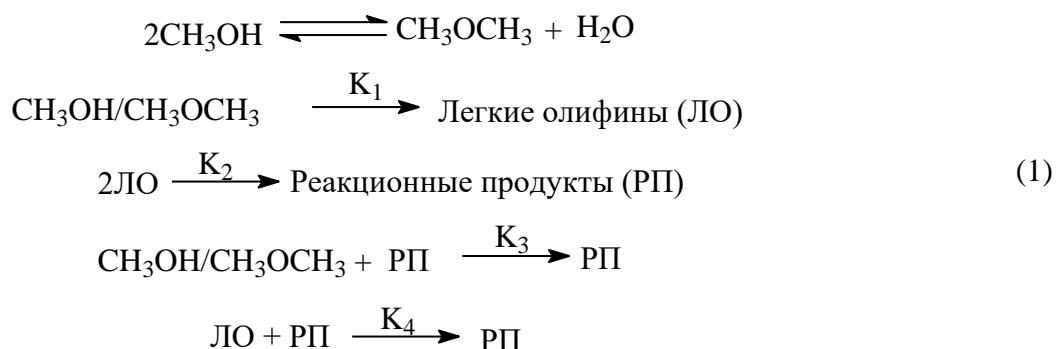 2CH₃OH ⇌ CH₃OCH₃ + H₂O
CH₃OH/CH₃OCH₃ K₁ → Легкие олифины (ЛО)
2ЛО K₂ → Реакционные продукты (РП) (1)
CH₃OH/CH₃OCH₃ + РП K₃ → РП
ЛО + РП K₄ → РП